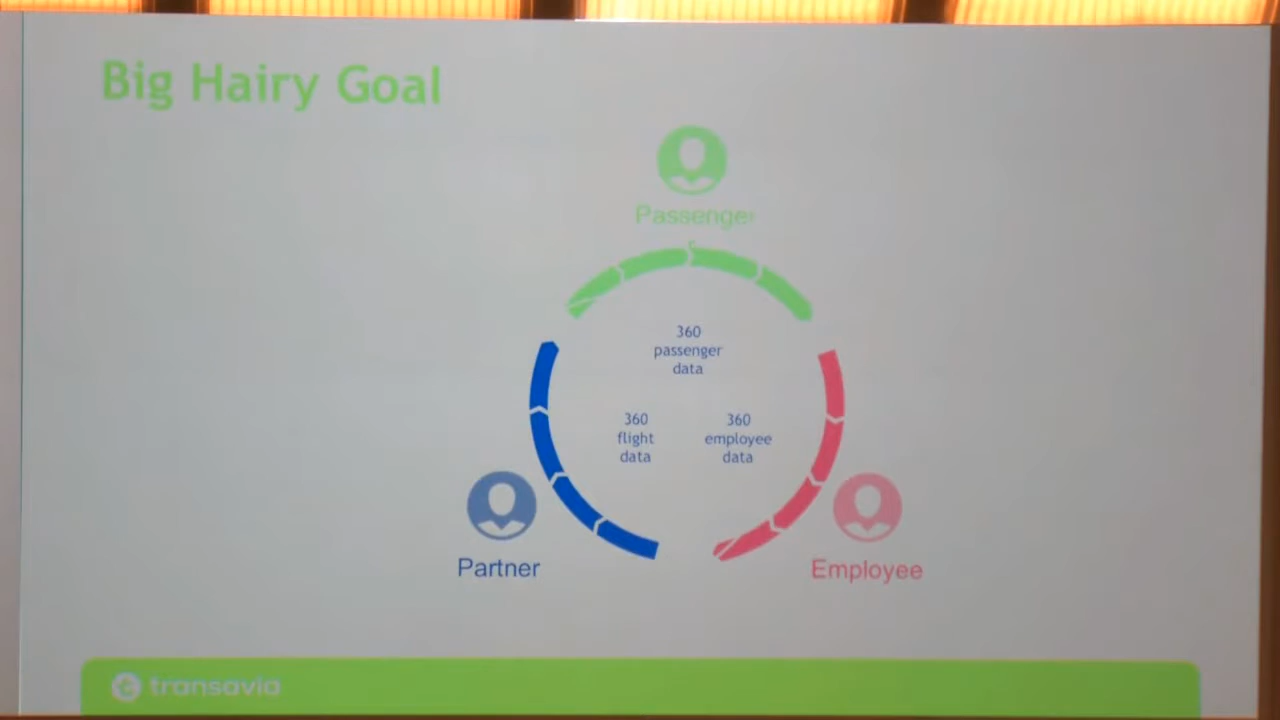 Big Hairy Goal
Passenger
360
passenger
data
360
flight
data
360
employee
data
Partner
Employee
transavia